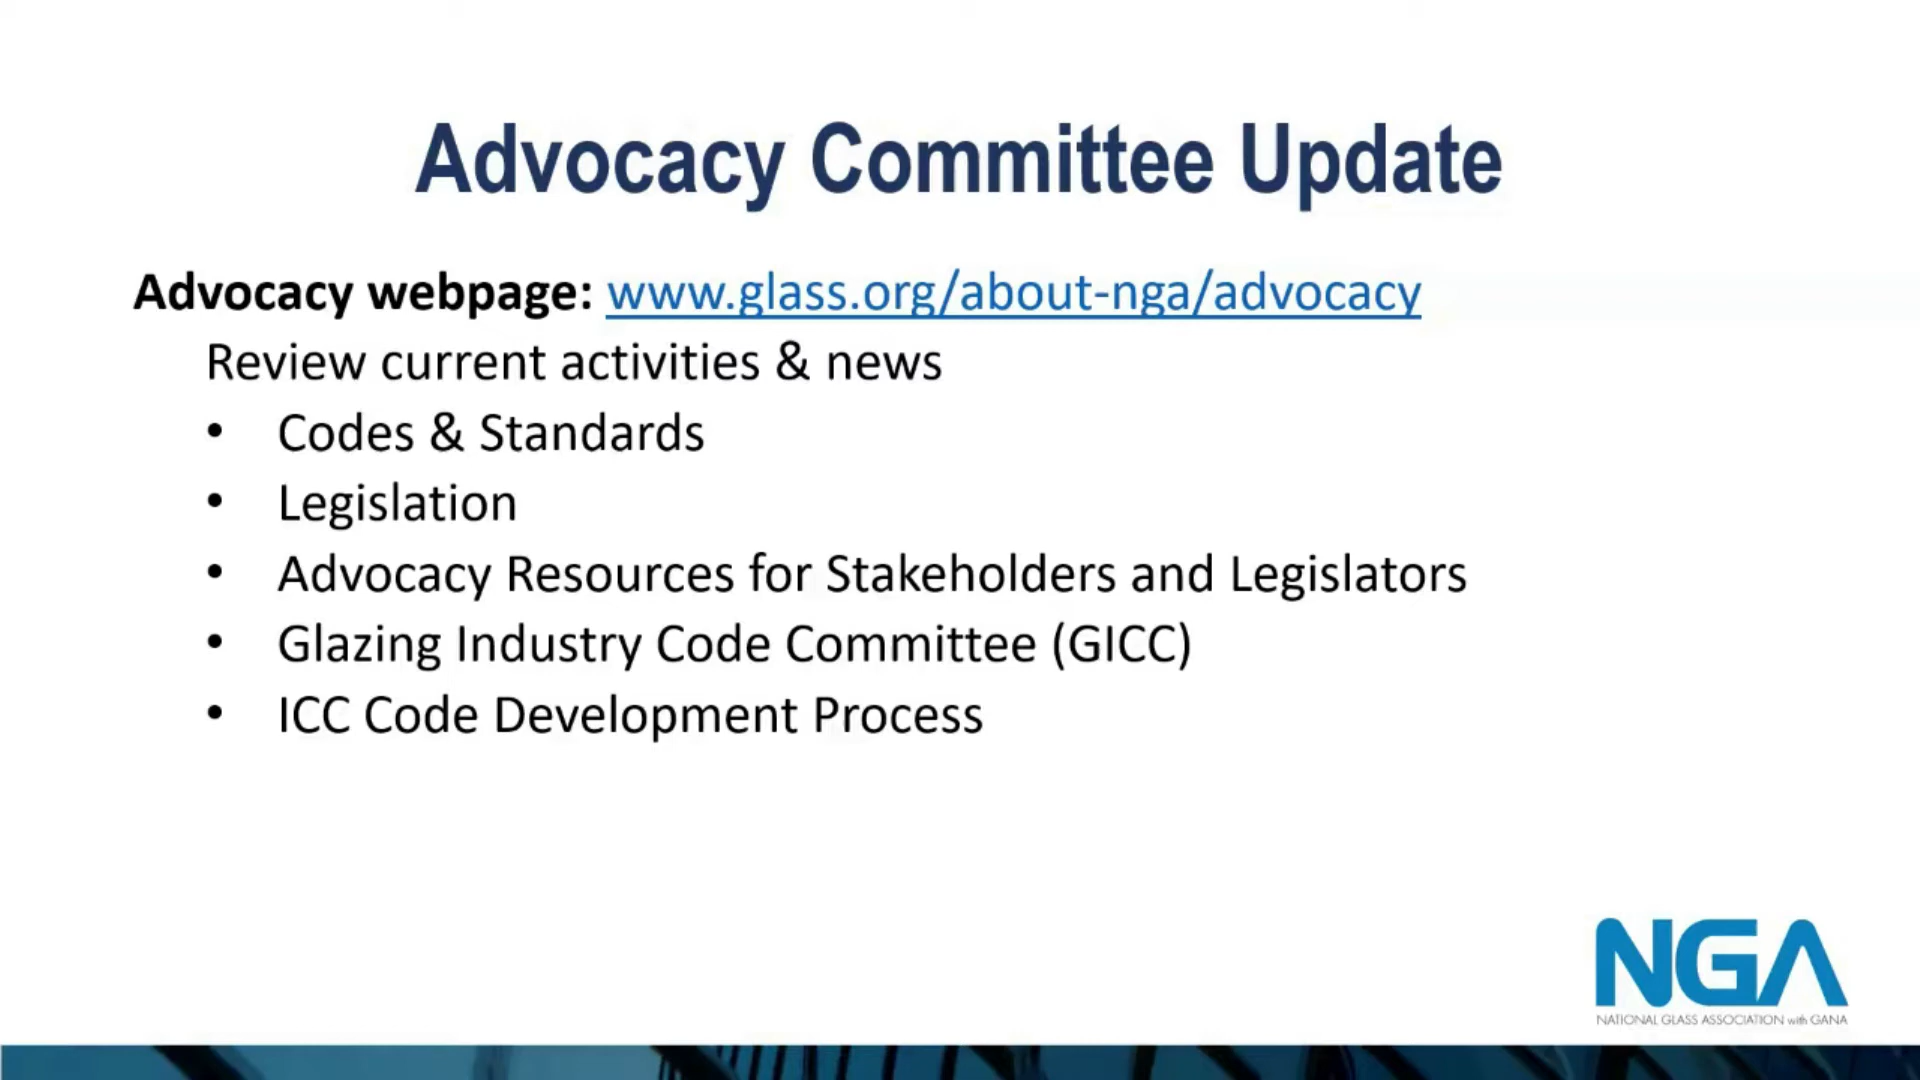 Advocacy Committee Update
Advocacy webpage: www.glass.org/about-nga/advocacy
Review current activities & news
• Codes & Standards
• Legislation
• Advocacy Resources for Stakeholders and Legislators
• Glazing Industry Code Committee (GICC)
• ICC Code Development Process
NGA
NATIONAL GLASS ASSOCIATION with GANA